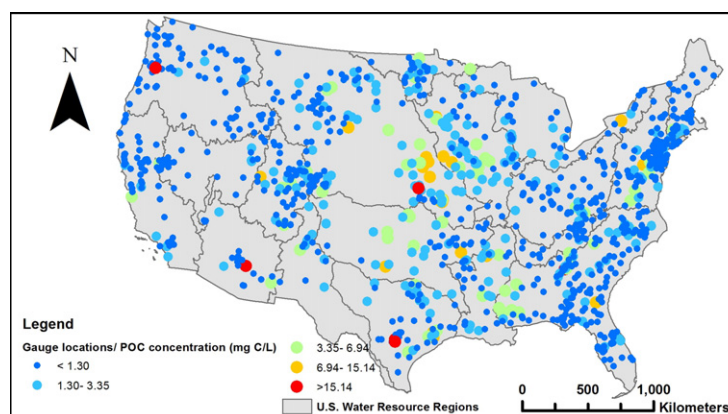 N
Legend
Gauge locations/ POC concentration (mg C/L)
< 1.30
1.30- 3.35
3.35- 6.94
6.94- 15.14
>15.14
U.S. Water Resource Regions
0 500 1,000
Kilometers